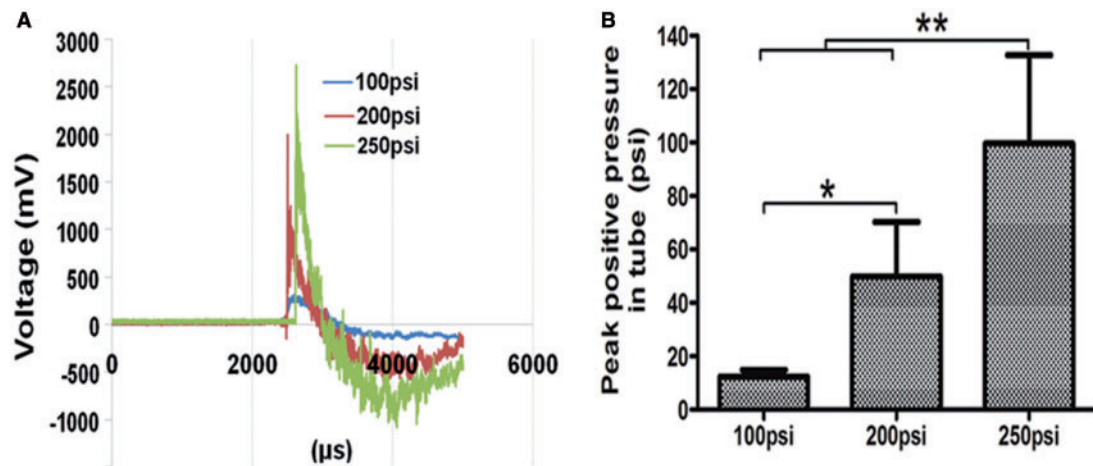 A
3000
2500
2000
1500
1000
500
0
-500
-1000
Voltage (mV)
100psi
200psi
250psi
0
2000
4000
6000
(μs)
B
Peak positive pressure
in tube (psi)
140
120
100
80
60
40
20
0
**
*
100psi
200psi
250psi